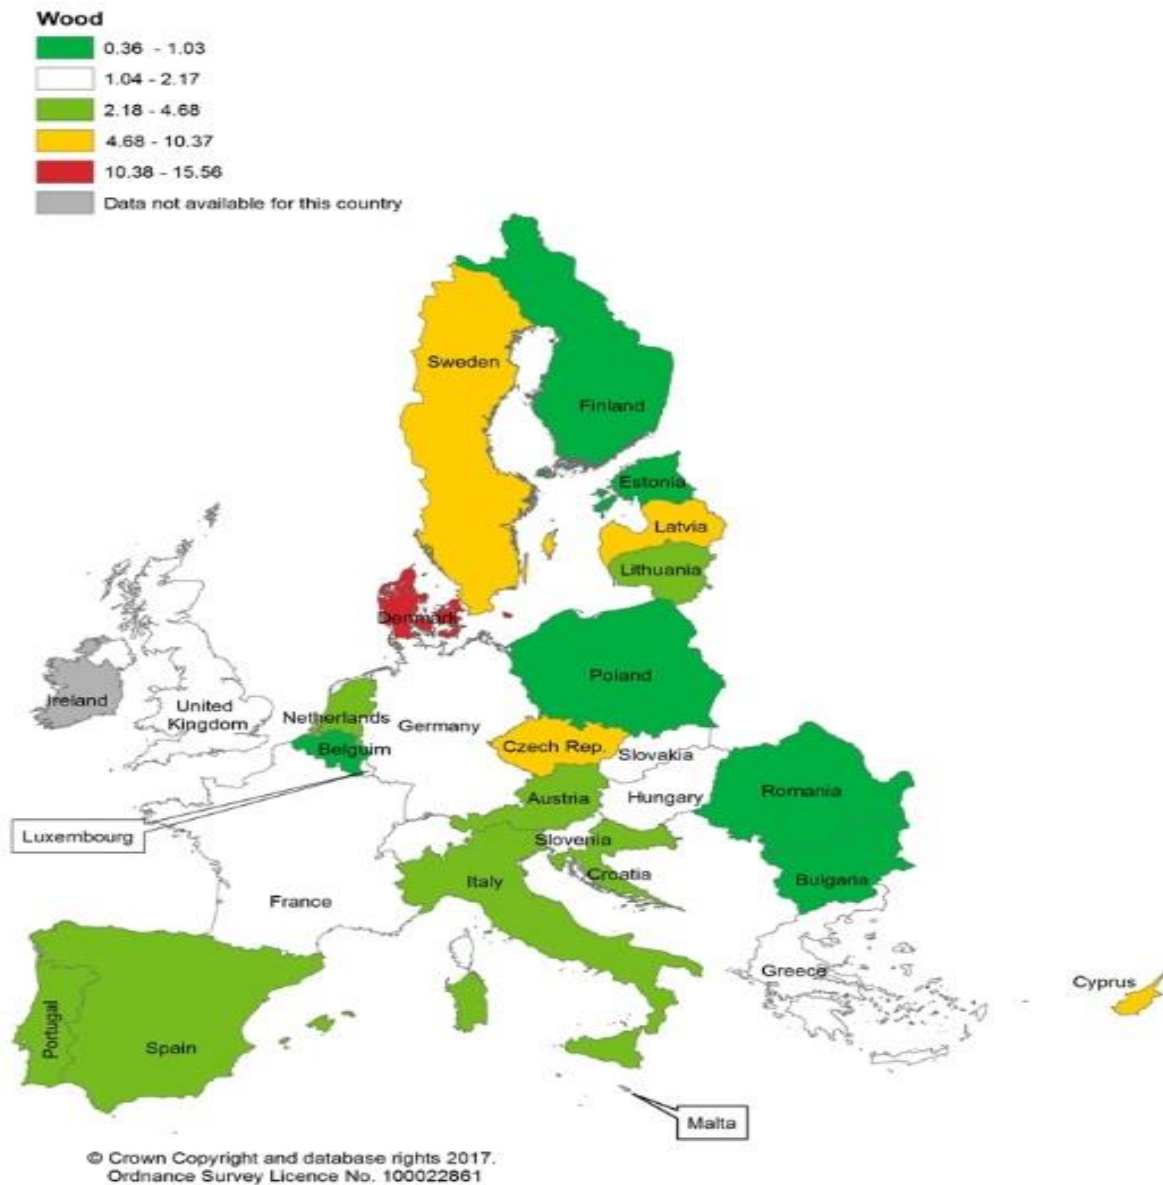 Wood
0.36 - 1.03
1.04 - 2.17
2.18 - 4.68
4.68 - 10.37
10.38 - 15.56
Data not available for this country
Sweden
Finland
Estonia
Latvia
Lithuania
Denmark
Ireland
United
Kingdom
Netherlands
Germany
Poland
Belguim
Czech Rep.
Slovakia
Luxembourg
Austria
Hungary
Romania
Slovenia
Croatia
Italy
Bulgaria
France
Greece
Cyprus
Portugal
Spain
Malta
© Crown Copyright and database rights 2017.
Ordnance Survey Licence No. 100022861